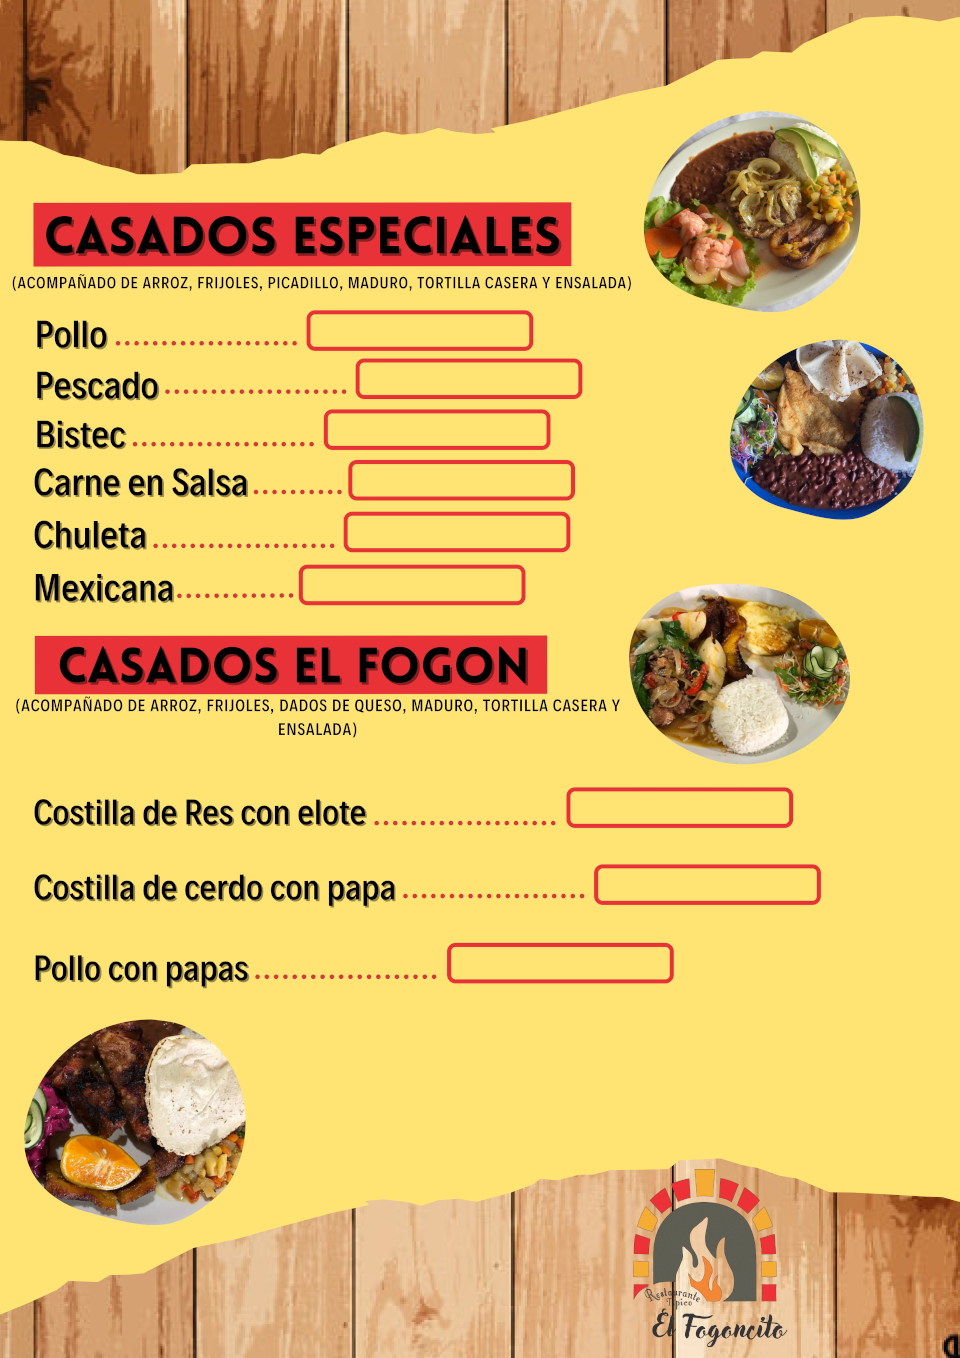 CASADOS ESPECIALES
(ACOMPAÑADO DE ARROZ, FRIJOLES, PICADILLO, MADURO, TORTILLA CASERA Y ENSALADA)
Pollo ....................
Pescado ....................
Bistec ....................
Carne en Salsa ..........
Chuleta ....................
Mexicana.............
CASADOS EL FOGON
(ACOMPAÑADO DE ARROZ, FRIJOLES, DADOS DE QUESO, MADURO, TORTILLA CASERA Y
ENSALADA)
Costilla de Res con elote ....................
Costilla de cerdo con papa ....................
Pollo con papas ....................
Restaurante
Típico
El Fogoncito